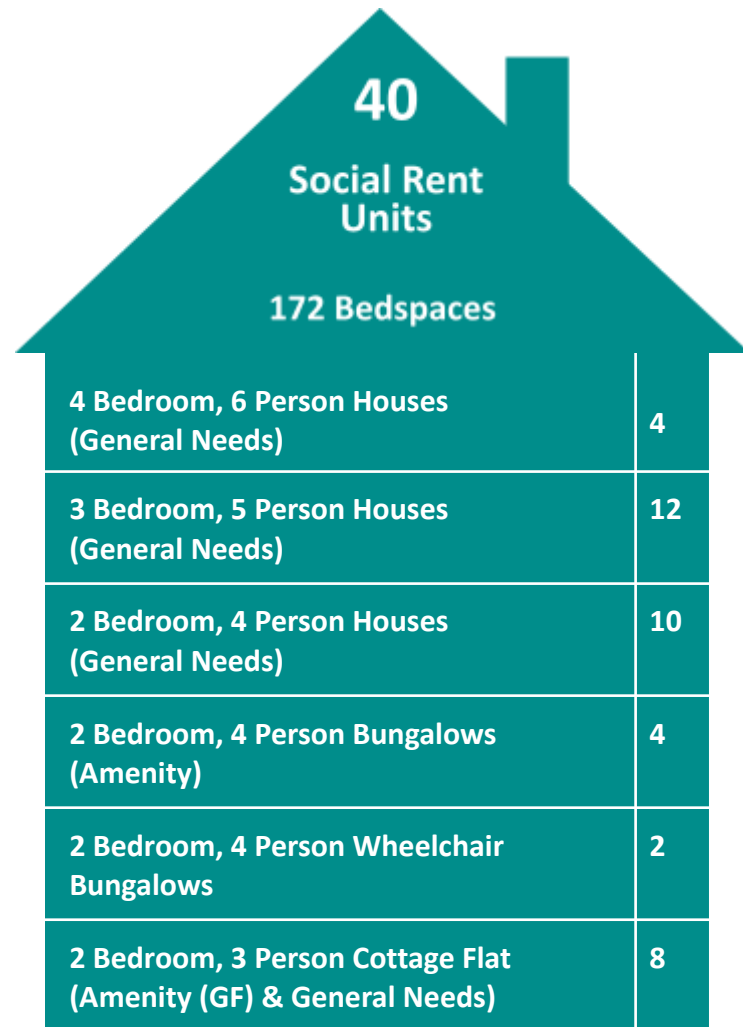 40
Social Rent
Units
172 Bedspaces
4 Bedroom, 6 Person Houses
(General Needs)
4
3 Bedroom, 5 Person Houses
(General Needs)
12
2 Bedroom, 4 Person Houses
(General Needs)
10
2 Bedroom, 4 Person Bungalows
(Amenity)
4
2 Bedroom, 4 Person Wheelchair
Bungalows
2
2 Bedroom, 3 Person Cottage Flat
(Amenity (GF) & General Needs)
8